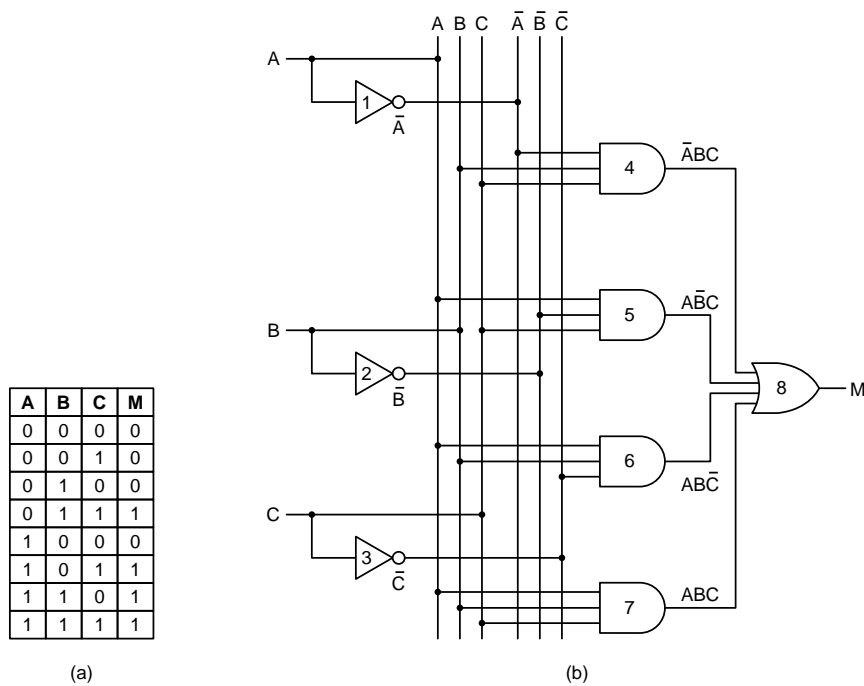 A B C A̅ B̅ C̅
A
1
A̅
4
A̅BC
5
AB̅C
B
2
B̅
8
M
A B C M
0 0 0 0
0 0 1 0
0 1 0 0
0 1 1 1
1 0 0 0
1 0 1 1
1 1 0 1
1 1 1 1
6
ABC̅
C
3
C̅
7
ABC
(a)
(b)